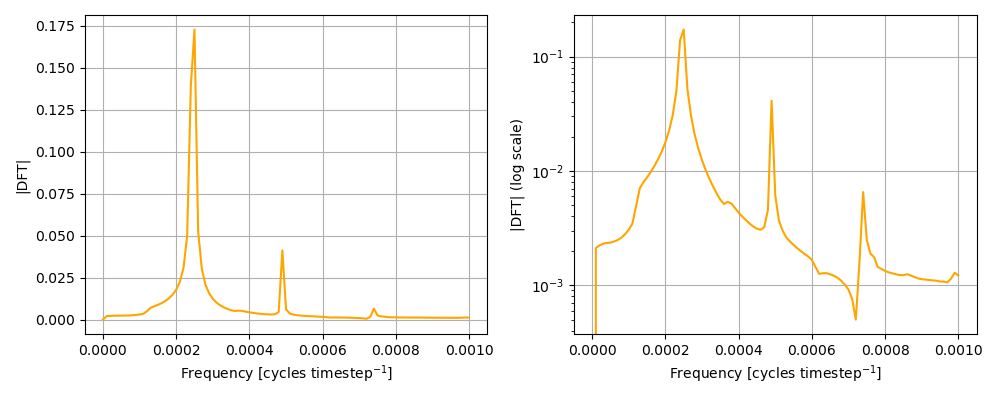 0.175
0.150
0.125
0.100
0.075
0.050
0.025
0.000
|DFT|
0.0000 0.0002 0.0004 0.0006 0.0008 0.0010
Frequency [cycles timestep⁻¹]
10⁻¹
10⁻²
10⁻³
|DFT| (log scale)
0.0000 0.0002 0.0004 0.0006 0.0008 0.0010
Frequency [cycles timestep⁻¹]